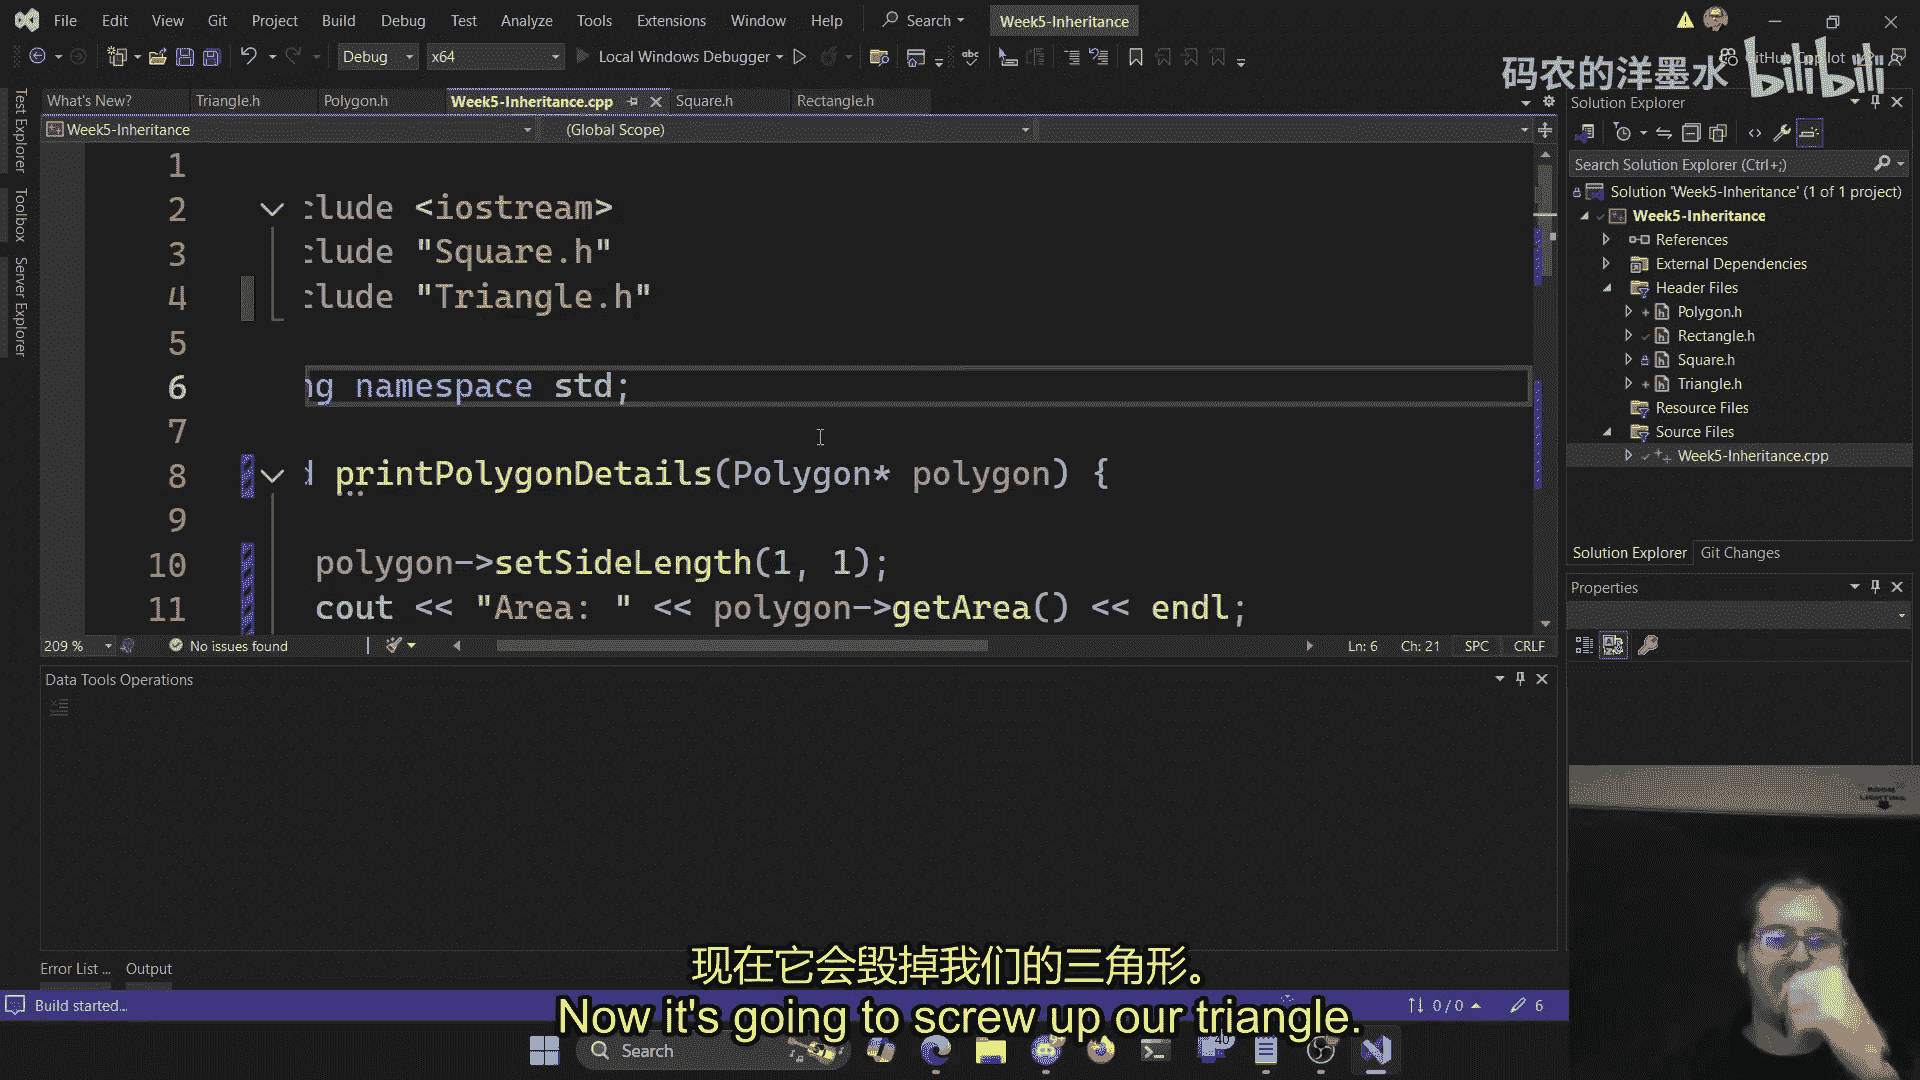 File Edit View Git Project Build Debug Test Analyze Tools Extensions Window Help Search Week5-Inheritance
Debug x64 Local Windows Debugger
码农的洋墨水 bilibili
What's New? Triangle.h Polygon.h Week5-Inheritance.cpp Square.h Rectangle.h
Week5-Inheritance (Global Scope)
Test Explorer
Toolbox
Server Explorer
1
2 clude <iostream>
3 clude "Square.h"
4 clude "Triangle.h"
5
6 ng namespace std;
7
8 d printPolygonDetails(Polygon* polygon) {
9
10 polygon->setSideLength(1, 1);
11 cout << "Area: " << polygon->getArea() << endl;
209 % No issues found Ln: 6 Ch: 21 SPC CRLF
Data Tools Operations
Error List ... Output
Build started...
0 / 0 6
Solution Explorer
Search Solution Explorer (Ctrl+;)
Solution 'Week5-Inheritance' (1 of 1 project)
Week5-Inheritance
References
External Dependencies
Header Files
Polygon.h
Rectangle.h
Square.h
Triangle.h
Resource Files
Source Files
Week5-Inheritance.cpp
Solution Explorer Git Changes
Properties
现在它会毁掉我们的三角形。
Now it's going to screw up our triangle.
Search